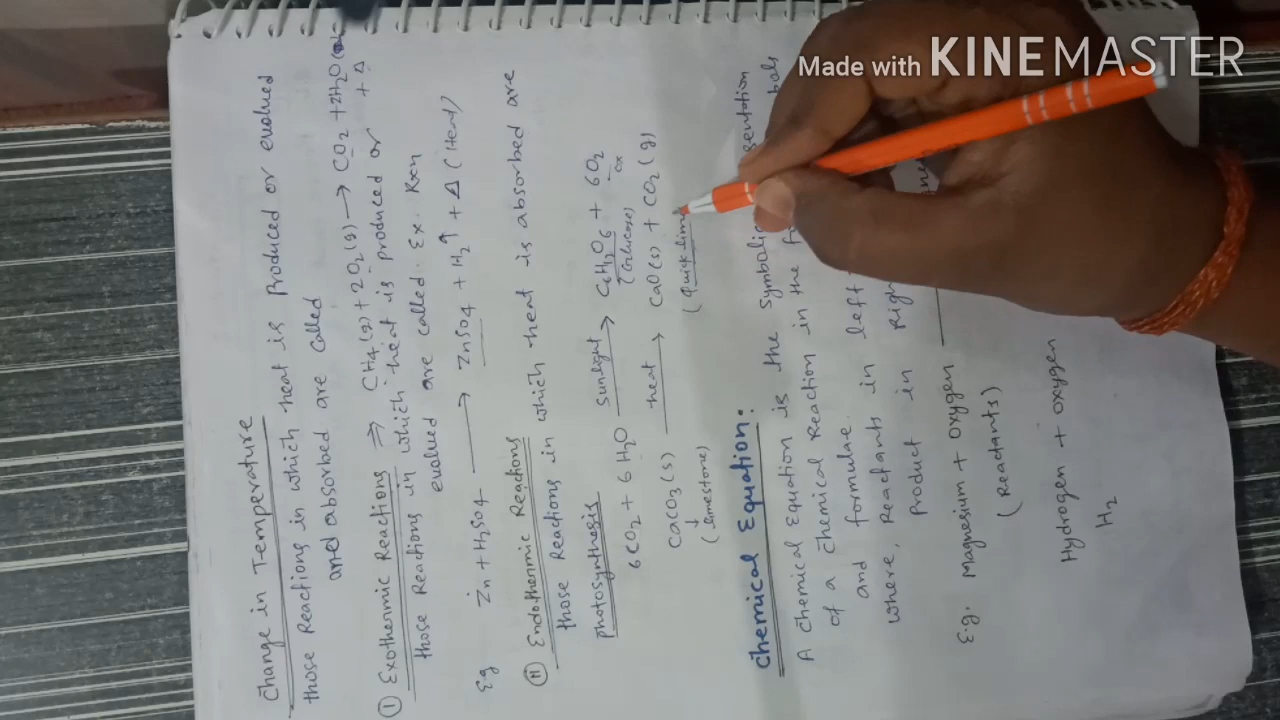 Made with KINEMASTER
Change in Temperature
those Reactions in which heat is Produced or evolved
and absorbed are called
① Exothermic Reactions ⇒ CH4(g) + 2O2(g) → CO2 + 2H2O
those Reactions in which heat is produced or + Δ
evolved are called. Ex. Rxn
Eg Zn + H2SO4 → ZnSO4 + H2↑ + Δ (Heat)
② Endothermic Reactions
those Reactions in which heat is absorbed are
photosynthesis
6CO2 + 6H2O sunlight → C6H12O6 + 6O2
(Glucose) ox
CaCO3(s) heat → CaO(s) + CO2(g)
↓
(limestone) (Quick lime
Chemical Equation:
A chemical Equation is the Symbolic
of a chemical Reaction in the
and formulae.
where, Reactants in left
Product in
E.g. Magnesium + oxygen
(Reactants)
Hydrogen + oxygen
H2